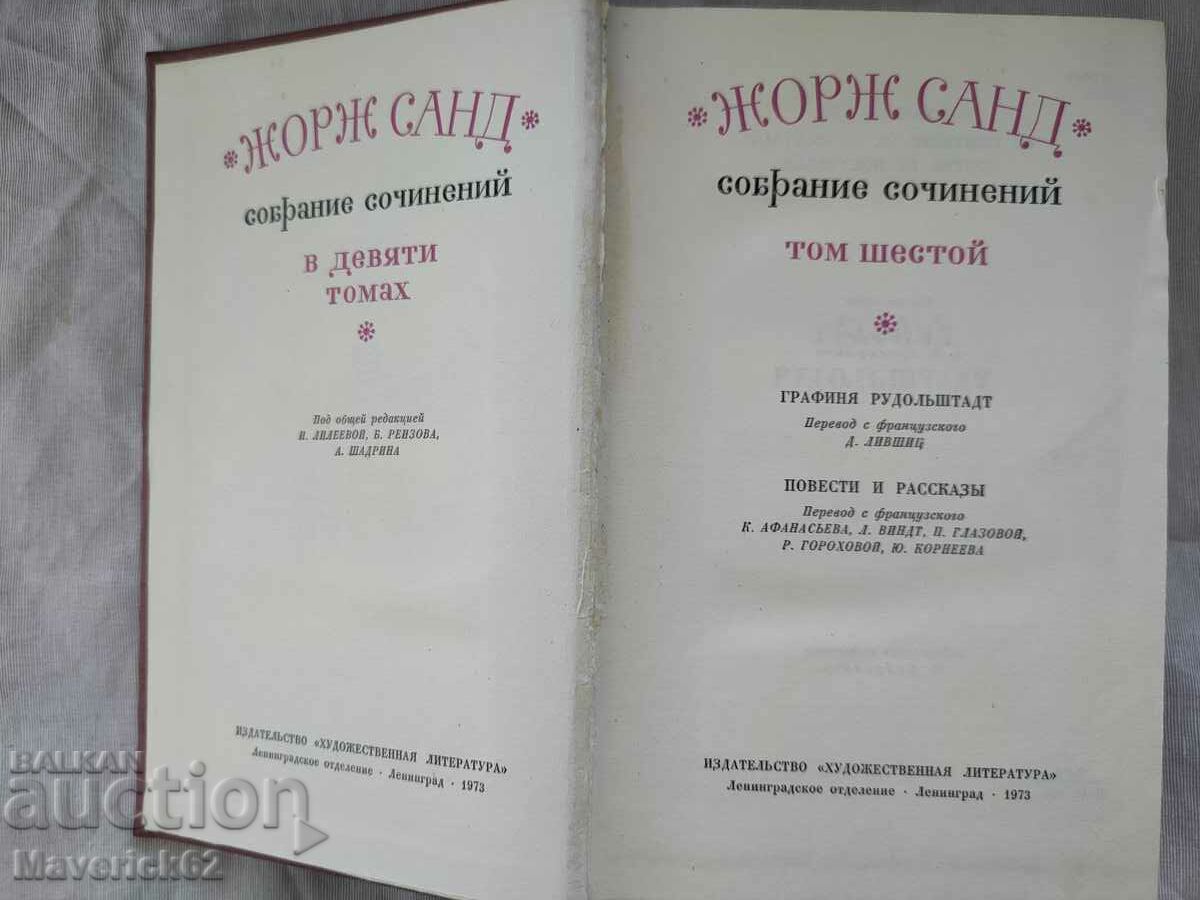 ЖОРЖ САНД
собрание сочинений
в девяти
томах
Под общей редакцией
И. ЛИЛЕЕВОЙ, Б. РЕИЗОВА,
А. ШАДРИНА
ИЗДАТЕЛЬСТВО «ХУДОЖЕСТВЕННАЯ ЛИТЕРАТУРА»
Ленинградское отделение · Ленинград · 1973
ЖОРЖ САНД
собрание сочинений
том шестой
ГРАФИНЯ РУДОЛЬШТАДТ
Перевод с французского
Д. ЛИВШИЦ
ПОВЕСТИ И РАССКАЗЫ
Перевод с французского
К. АФАНАСЬЕВА, Л. ВИНДТ, П. ГЛАЗОВОЙ,
Р. ГОРОХОВОЙ, Ю. КОРНЕЕВА
ИЗДАТЕЛЬСТВО «ХУДОЖЕСТВЕННАЯ ЛИТЕРАТУРА»
Ленинградское отделение · Ленинград · 1973
BALKAN
auction
Maverick62